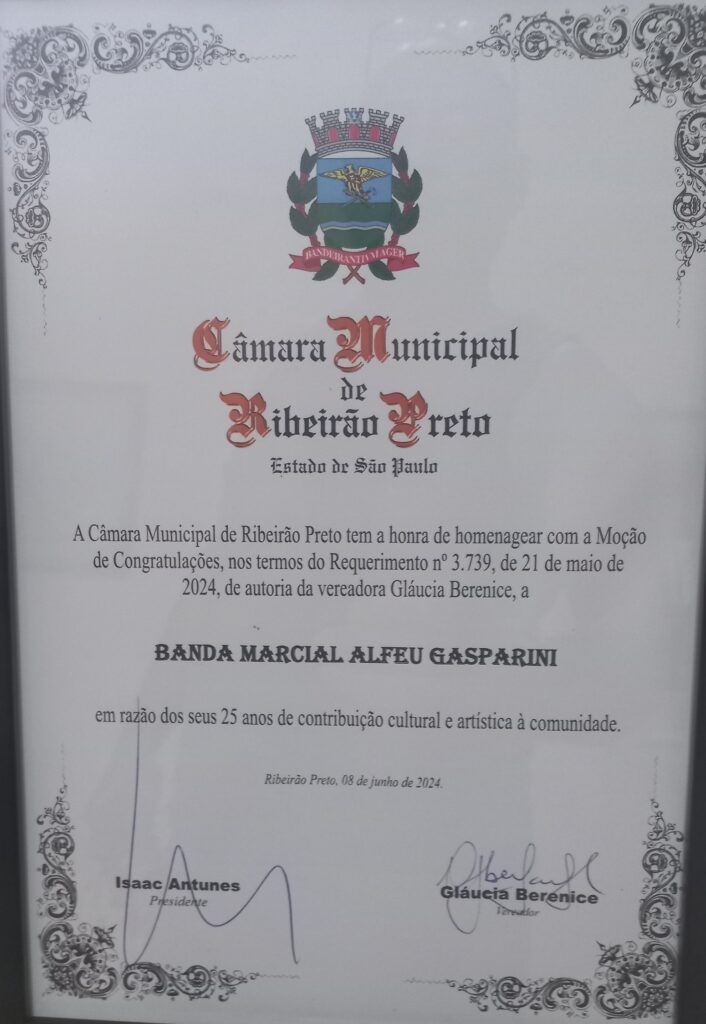 BANDEIRANTIVM AGER
Câmara Municipal
de
Ribeirão Preto
Estado de São Paulo
A Câmara Municipal de Ribeirão Preto tem a honra de homenagear com a Moção
de Congratulações, nos termos do Requerimento nº 3.739, de 21 de maio de
2024, de autoria da vereadora Gláucia Berenice, a
BANDA MARCIAL ALFEU GASPARINI
em razão dos seus 25 anos de contribuição cultural e artística à comunidade.
Ribeirão Preto, 08 de junho de 2024.
Isaac Antunes
Presidente
Gláucia Berenice
Vereador